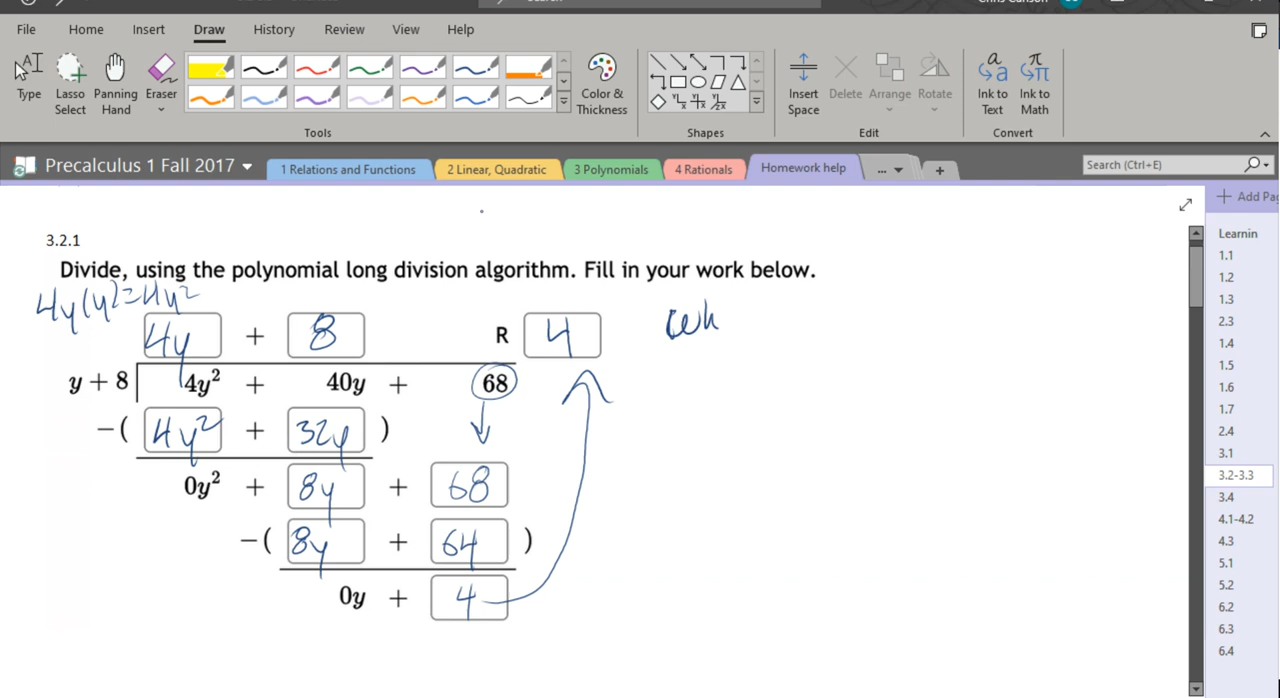 File Home Insert Draw History Review View Help
Type Lasso Select Panning Hand Eraser Color & Thickness Insert Space Delete Arrange Rotate Ink to Text Ink to Math
Tools Shapes Edit Convert
Precalculus 1 Fall 2017 1 Relations and Functions 2 Linear, Quadratic 3 Polynomials 4 Rationals Homework help ... + Search (Ctrl+E)
+ Add Pag
Learnin
1.1
1.2
1.3
2.3
1.4
1.5
1.6
1.7
2.4
3.1
3.2-3.3
3.4
4.1-4.2
4.3
5.1
5.2
6.2
6.3
6.4
3.2.1
Divide, using the polynomial long division algorithm. Fill in your work below.
4y(y)=4y²
4y + 8 R 4
y + 8 4y² + 40y + 68
−( 4y² + 32y )
0y² + 8y + 68
−( 8y + 64 )
0y + 4